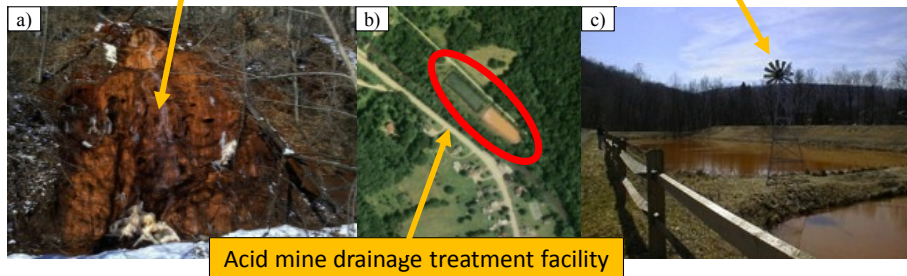 a)
b)
c)
Acid mine drainage treatment facility